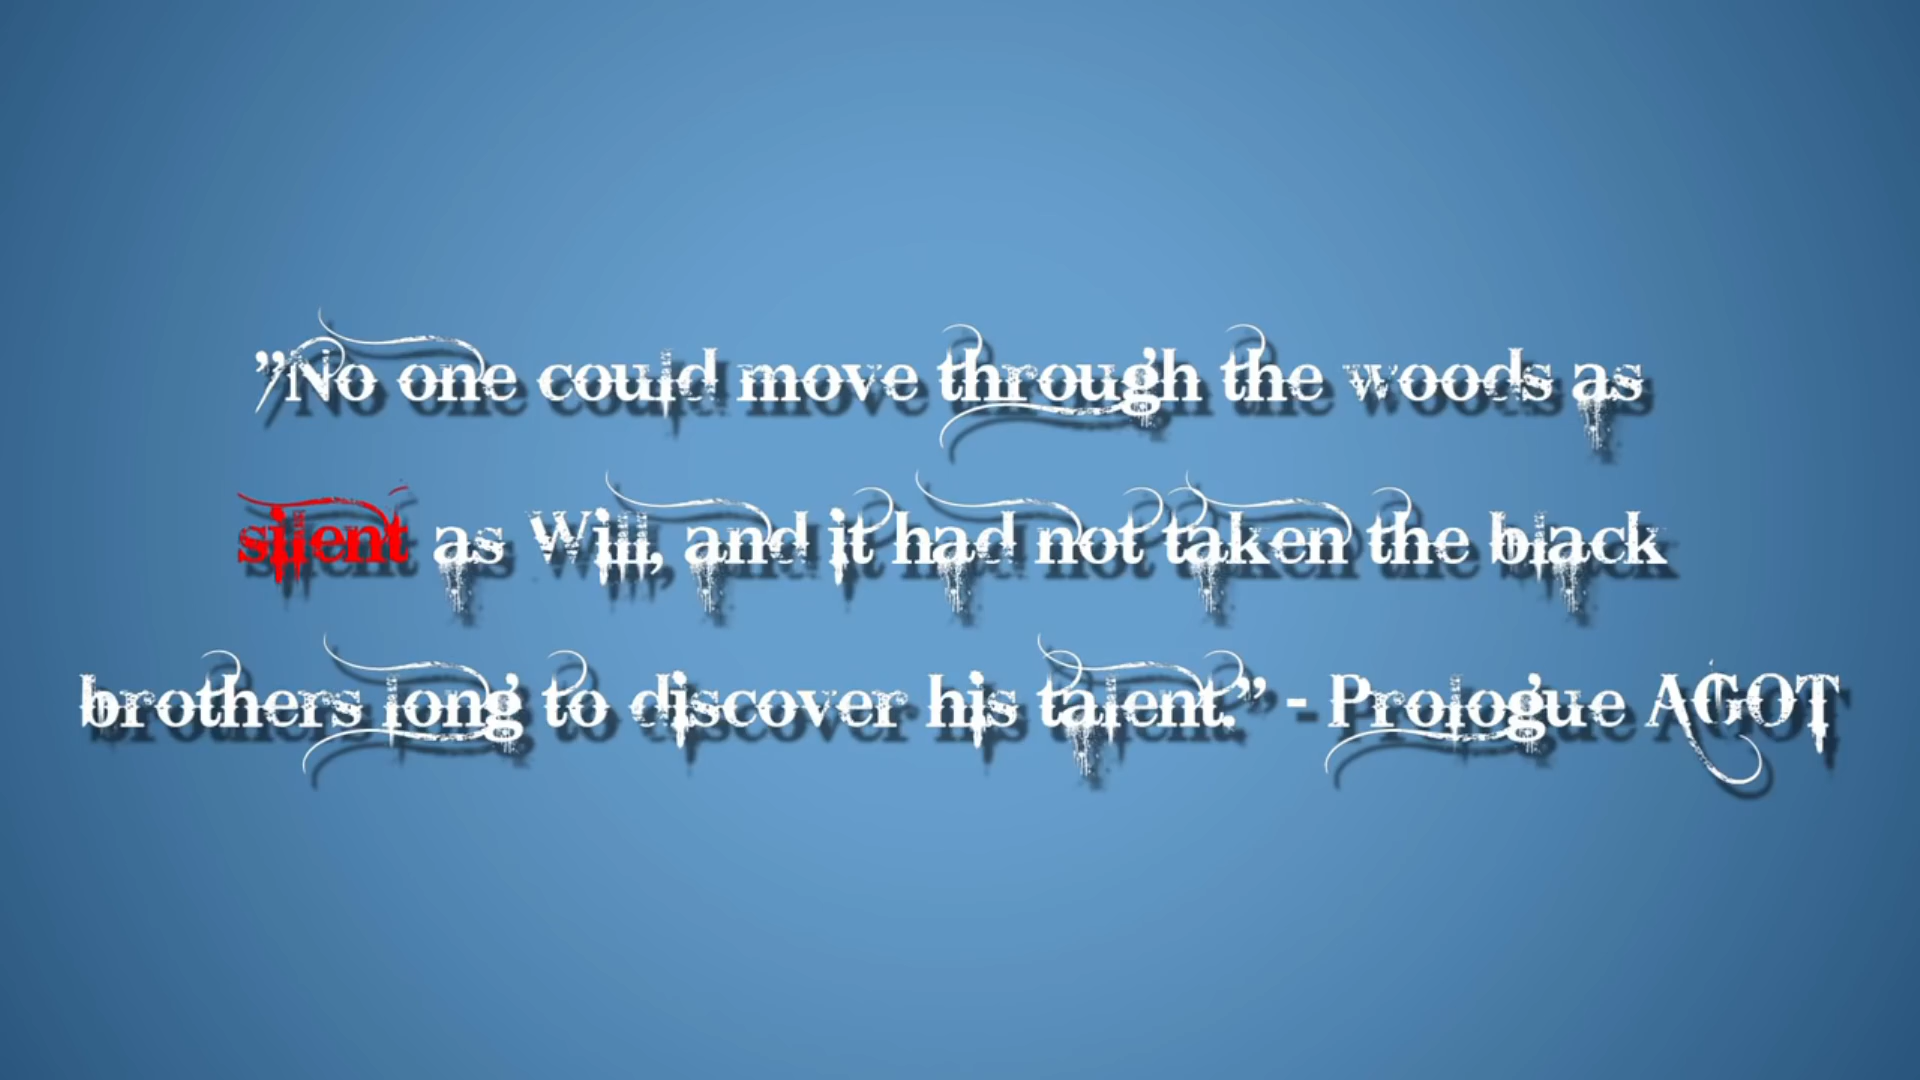 "No one could move through the woods as
silent as Will, and it had not taken the black
brothers long to discover his talent." - Prologue AGOT